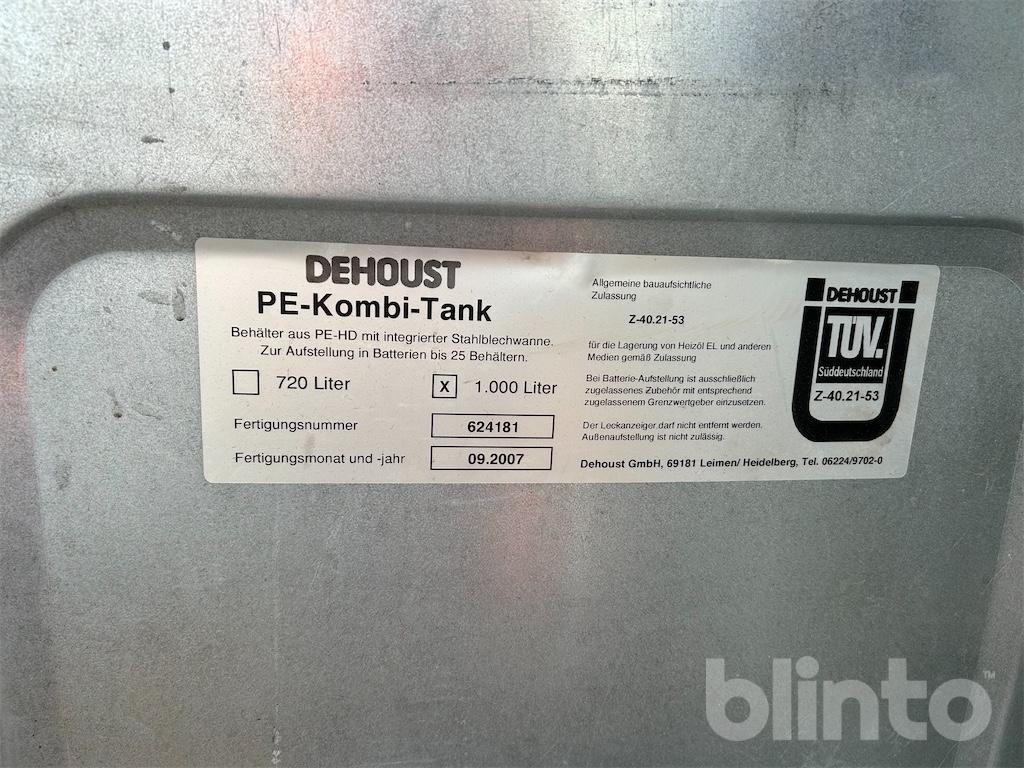 DEHOUST
PE-Kombi-Tank
Behälter aus PE-HD mit integrierter Stahlblechwanne.
Zur Aufstellung in Batterien bis 25 Behältern.
720 Liter
X 1.000 Liter
Fertigungsnummer 624181
Fertigungsmonat und -jahr 09.2007
Allgemeine bauaufsichtliche
Zulassung
Z-40.21-53
für die Lagerung von Heizöl EL und anderen
Medien gemäß Zulassung
Bei Batterie-Aufstellung ist ausschließlich
zugelassenes Zubehör mit entsprechend
zugelassenem Grenzwertgeber einzusetzen.
Der Leckanzeiger darf nicht entfernt werden.
Außenaufstellung ist nicht zulässig.
Dehoust GmbH, 69181 Leimen/ Heidelberg, Tel. 06224/9702-0
DEHOUST
TÜV.
Süddeutschland
Z-40.21-53
blinto™